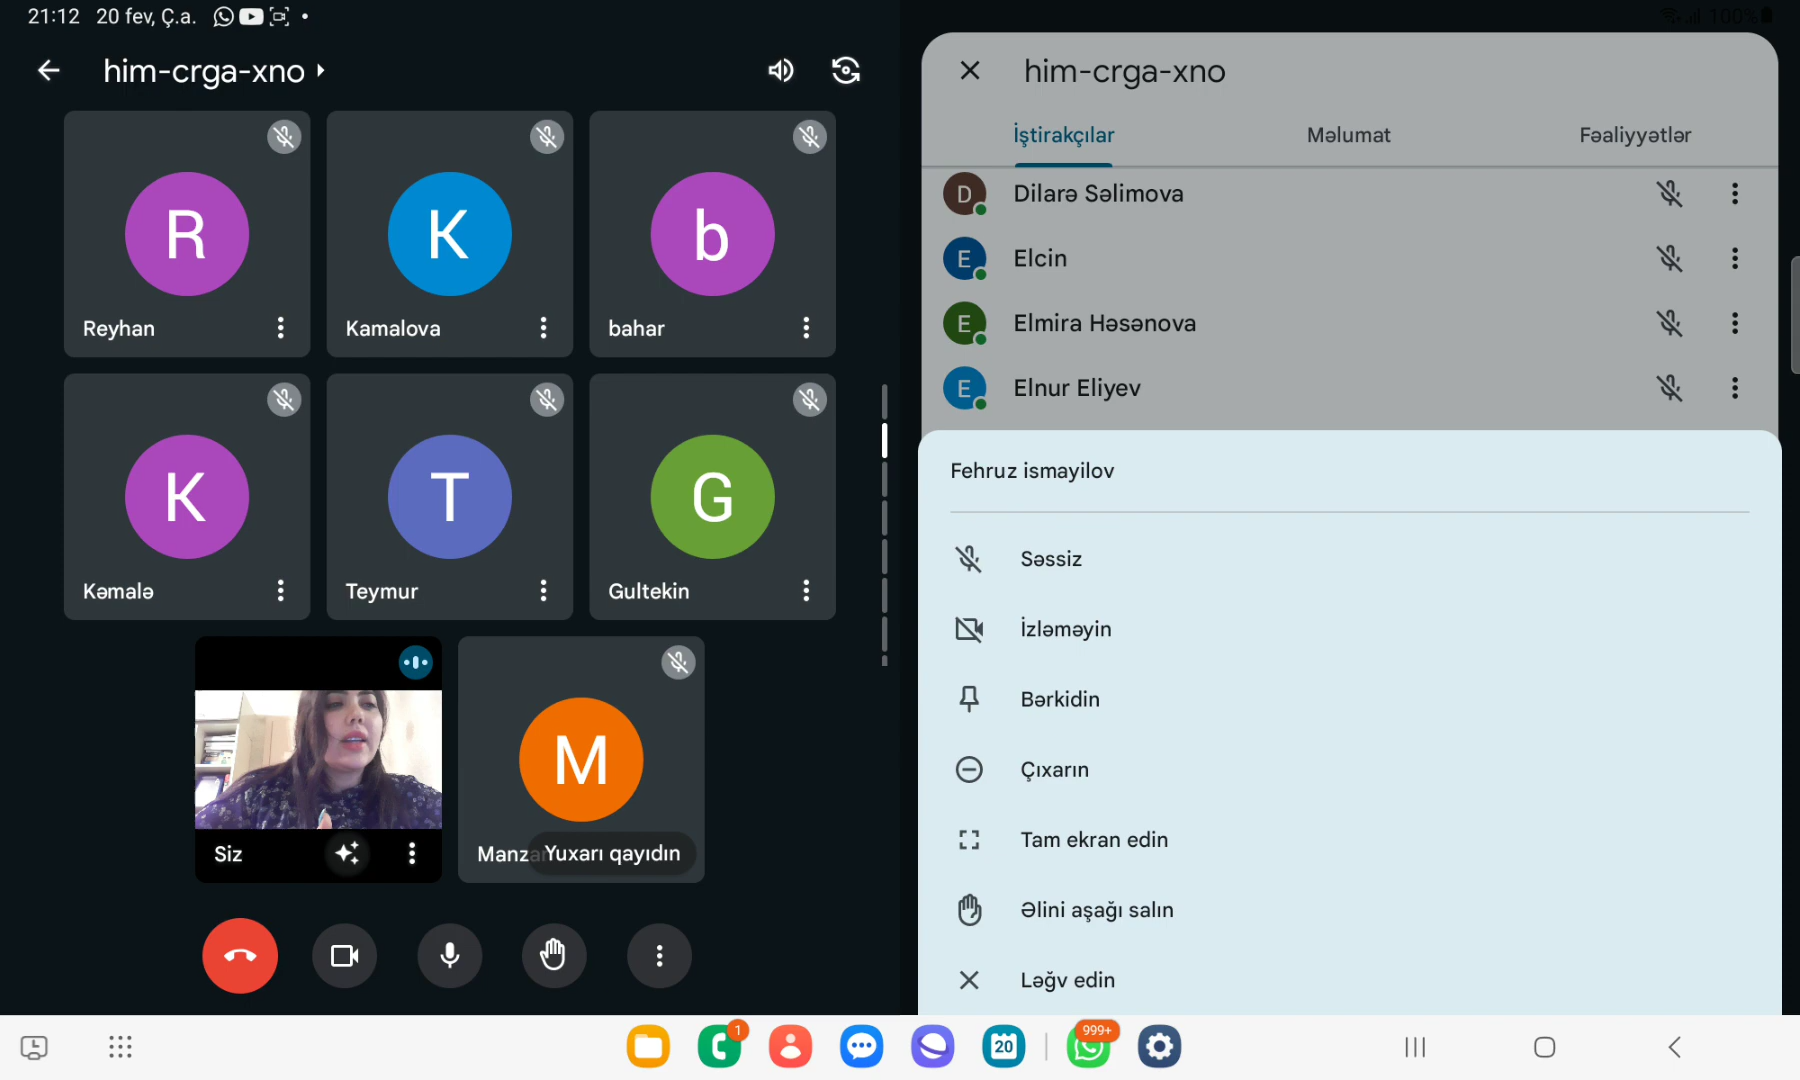 21:12 20 fev, Ç.a.
100%
him-crga-xno
R
Reyhan
K
Kamalova
b
bahar
K
Kəmalə
T
Teymur
G
Gultekin
Siz
M
Manza
Yuxarı qayıdın
him-crga-xno
İştirakçılar
Məlumat
Fəaliyyətlər
D Dilarə Səlimova
E Elcin
E Elmira Həsənova
E Elnur Eliyev
Fehruz ismayilov
Səssiz
İzləməyin
Bərkidin
Çıxarın
Tam ekran edin
Əlini aşağı salın
Ləğv edin
1
20
999+